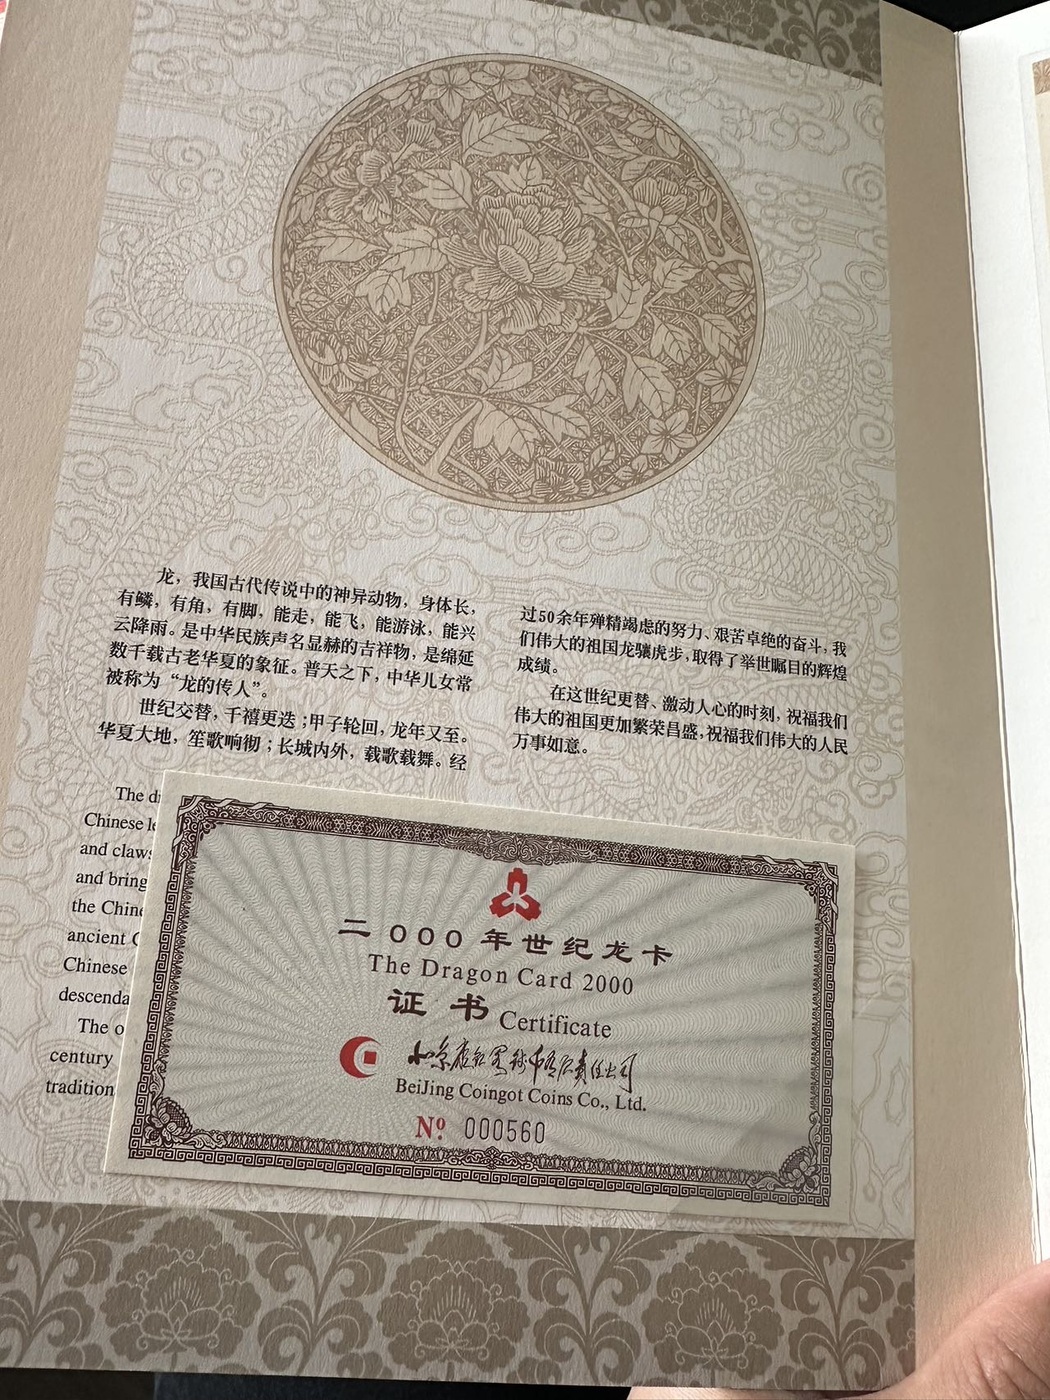 龙，我国古代传说中的神异动物，身体长，
有鳞，有角，有脚，能走，能飞，能游泳，能兴
云降雨。是中华民族声名显赫的吉祥物，是绵延
数千载古老华夏的象征。普天之下，中华儿女常
被称为“龙的传人”。
世纪交替，千禧更迭；甲子轮回，龙年又至。
华夏大地，笙歌响彻；长城内外，载歌载舞。经
过50余年殚精竭虑的努力、艰苦卓绝的奋斗，我
们伟大的祖国龙骧虎步，取得了举世瞩目的辉煌
成绩。
在这世纪更替、激动人心的时刻，祝福我们
伟大的祖国更加繁荣昌盛，祝福我们伟大的人民
万事如意。
The
Chinese
and claws
and bring
the
ancient
Chinese
The
century
tradition
二000年世纪龙卡
The Dragon Card 2000
证书 Certificate
BeiJing Coingot Coins Co., Ltd.
Nº 000560